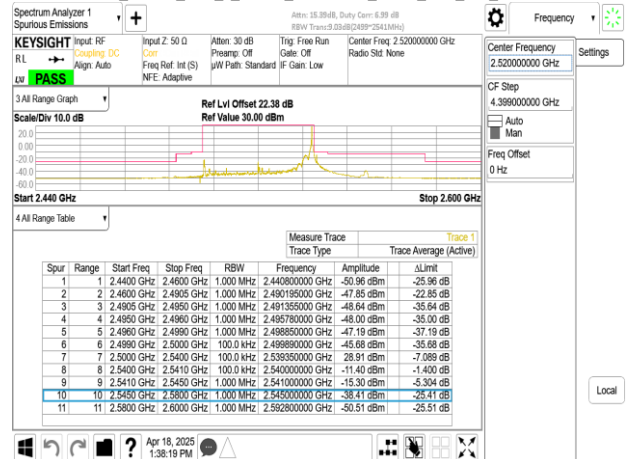 Spectrum Analyzer 1
Spurious Emissions
Attn: 15.39dB, Duty Corr: 6.99 dB
RBW Trans:9.03dB(2499~2541MHz)
Frequency
KEYSIGHT
RL
PASS
Input: RF
Coupling: DC
Align: Auto
Input Z: 50 Ω
Corr
Freq Ref: Int (S)
NFE: Adaptive
Atten: 30 dB
Preamp: Off
µW Path: Standard
Trig: Free Run
Gate: Off
IF Gain: Low
Center Freq: 2.520000000 GHz
Radio Std: None
Center Frequency
2.520000000 GHz
Settings
CF Step
4.399000000 GHz
Auto
Man
Freq Offset
0 Hz
Local
3 All Range Graph
Scale/Div 10.0 dB
Ref Lvl Offset 22.38 dB
Ref Value 30.00 dBm
20.0
0.00
-20.0
-40.0
-60.0
Start 2.440 GHz
Stop 2.600 GHz
4 All Range Table
Measure Trace Trace 1
Trace Type Trace Average (Active)
Spur Range Start Freq Stop Freq RBW Frequency Amplitude ΔLimit
1 1 2.4400 GHz 2.4600 GHz 1.000 MHz 2.440800000 GHz -50.96 dBm -25.96 dB
2 2 2.4600 GHz 2.4905 GHz 1.000 MHz 2.490195000 GHz -47.85 dBm -22.85 dB
3 3 2.4905 GHz 2.4950 GHz 1.000 MHz 2.491355000 GHz -48.64 dBm -35.64 dB
4 4 2.4950 GHz 2.4960 GHz 1.000 MHz 2.495780000 GHz -48.00 dBm -35.00 dB
5 5 2.4960 GHz 2.4990 GHz 1.000 MHz 2.498850000 GHz -47.19 dBm -37.19 dB
6 6 2.4990 GHz 2.5000 GHz 100.0 kHz 2.499890000 GHz -45.68 dBm -35.68 dB
7 7 2.5000 GHz 2.5400 GHz 100.0 kHz 2.539350000 GHz 28.91 dBm -7.089 dB
8 8 2.5400 GHz 2.5410 GHz 100.0 kHz 2.540000000 GHz -11.40 dBm -1.400 dB
9 9 2.5410 GHz 2.5450 GHz 1.000 MHz 2.541000000 GHz -15.30 dBm -5.304 dB
10 10 2.5450 GHz 2.5800 GHz 1.000 MHz 2.545000000 GHz -38.41 dBm -25.41 dB
11 11 2.5800 GHz 2.6000 GHz 1.000 MHz 2.592800000 GHz -50.51 dBm -25.51 dB
Apr 18, 2025
1:38:19 PM